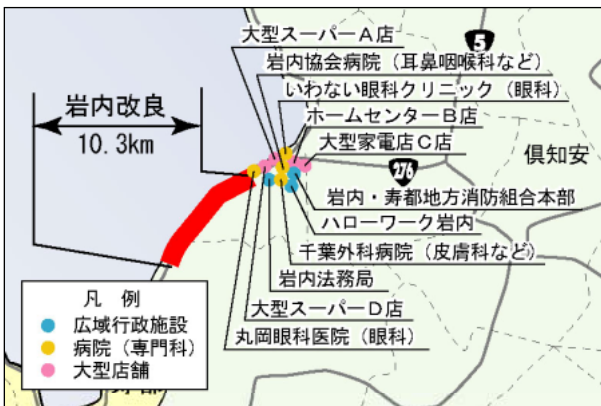 大型スーパーA店
5
岩内協会病院（耳鼻咽喉科など）
いわない眼科クリニック（眼科）
岩内改良
ホームセンターB店
10.3km
大型家電店C店
倶知安
276
岩内・寿都地方消防組合本部
ハローワーク岩内
千葉外科病院（皮膚科など）
岩内法務局
凡 例
大型スーパーD店
広域行政施設
丸岡眼科医院（眼科）
病院（専門科）
大型店舗